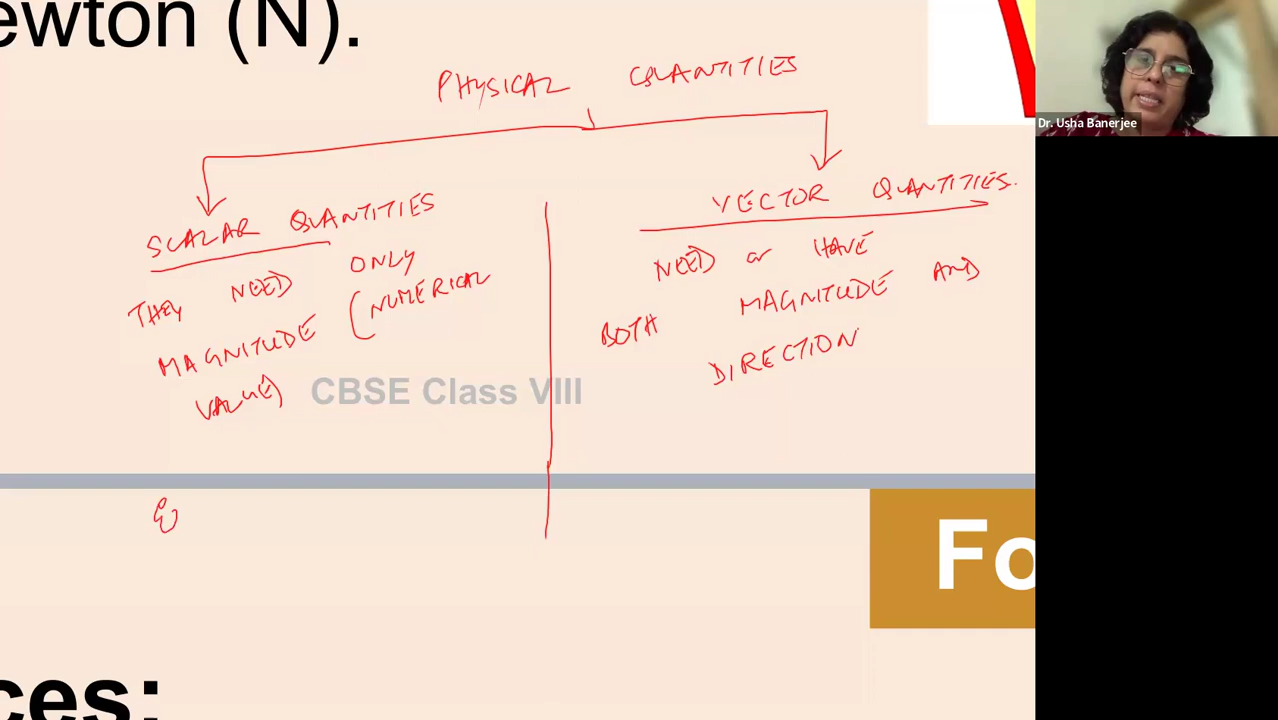 ewton (N).
PHYSICAL QUANTITIES
SCALAR QUANTITIES
THEY NEED ONLY
MAGNITUDE (NUMERICAL
VALUE)
VECTOR QUANTITIES.
NEED or HAVE
BOTH MAGNITUDE AND
DIRECTION
CBSE Class VIII
Fo
ces:
Dr. Usha Banerjee